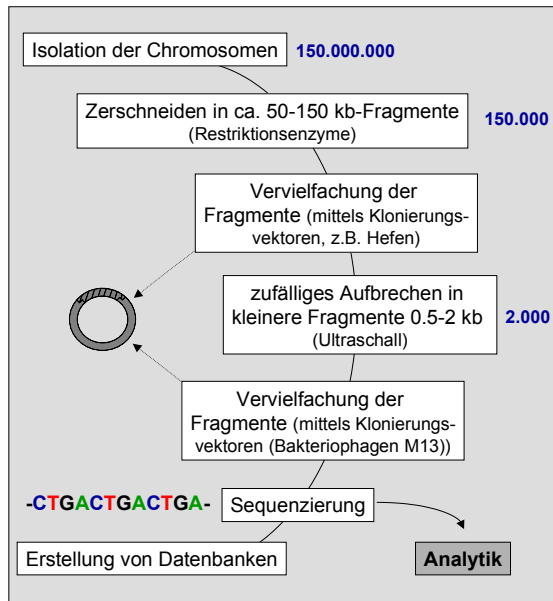 Isolation der Chromosomen 150.000.000
Zerschneiden in ca. 50-150 kb-Fragmente 150.000
(Restriktionsenzyme)
Vervielfachung der
Fragmente (mittels Klonierungs-
vektoren, z.B. Hefen)
zufälliges Aufbrechen in
kleinere Fragmente 0.5-2 kb 2.000
(Ultraschall)
Vervielfachung der
Fragmente (mittels Klonierungs-
vektoren (Bakteriophagen M13))
-CTGACTGACTGA- Sequenzierung
Erstellung von Datenbanken Analytik